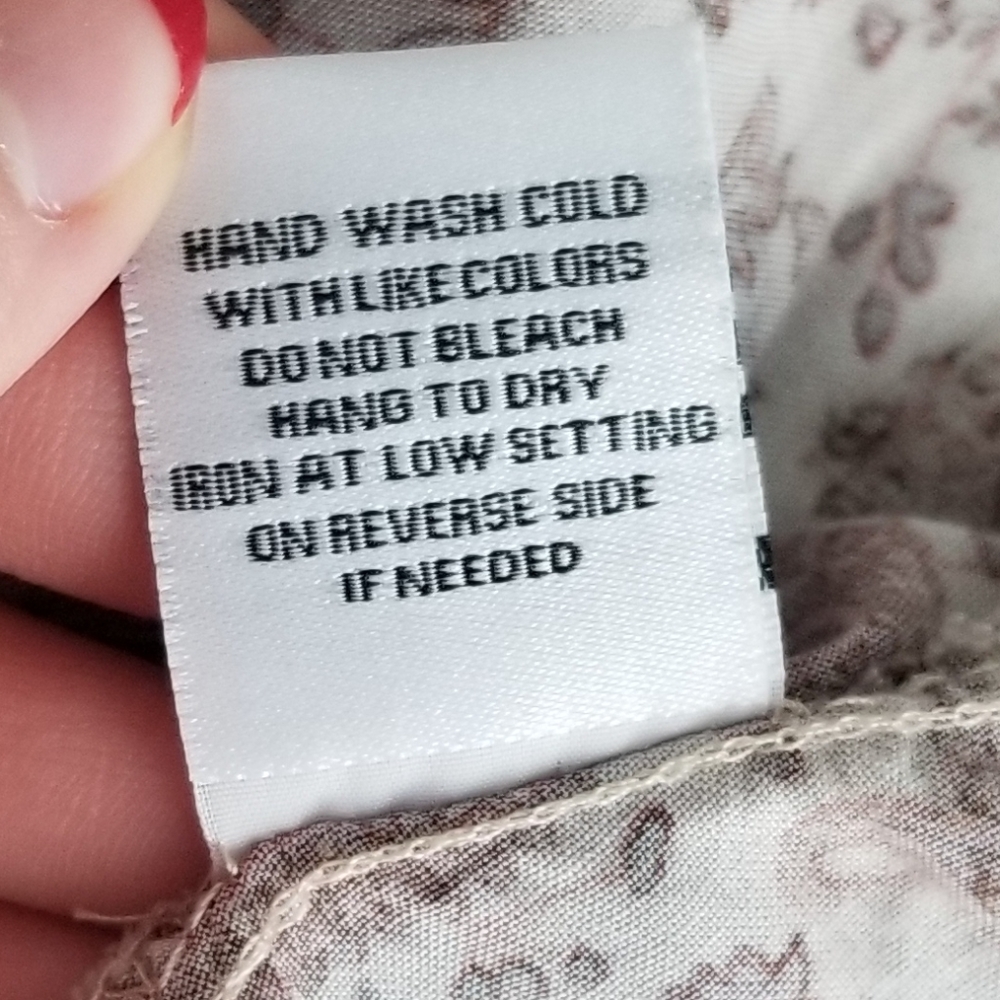 HAND WASH COLD
WITH LIKE COLORS
DO NOT BLEACH
HANG TO DRY
IRON AT LOW SETTING
ON REVERSE SIDE
IF NEEDED